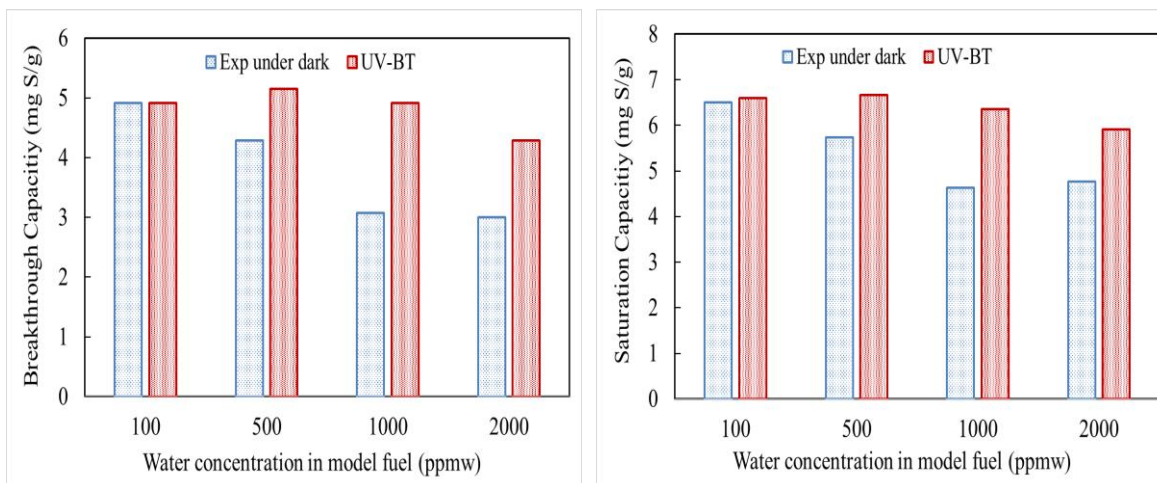 Breakthrough Capacitiy (mg S/g)
6
5
4
3
2
1
0
Exp under dark UV-BT
100 500 1000 2000
Water concentration in model fuel (ppmw)
Saturation Capacitiy (mg S/g)
8
7
6
5
4
3
2
1
0
Exp under dark UV-BT
100 500 1000 2000
Water concentration in model fuel (ppmw)